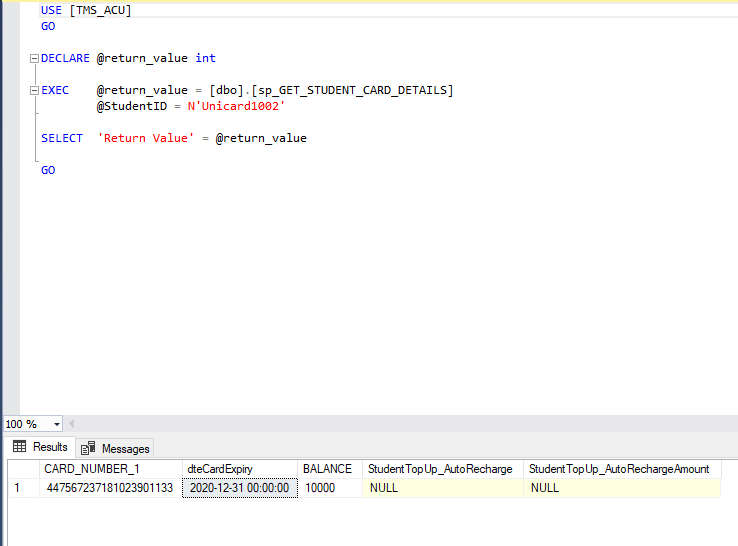 USE [TMS_ACU]
GO
DECLARE @return_value int
EXEC @return_value = [dbo].[sp_GET_STUDENT_CARD_DETAILS]
@StudentID = N'Unicard1002'
SELECT 'Return Value' = @return_value
GO
100 %
Results Messages
CARD_NUMBER_1 dteCardExpiry BALANCE StudentTopUp_AutoRecharge StudentTopUp_AutoRechargeAmount
1 447567237181023901133 2020-12-31 00:00:00 10000 NULL NULL